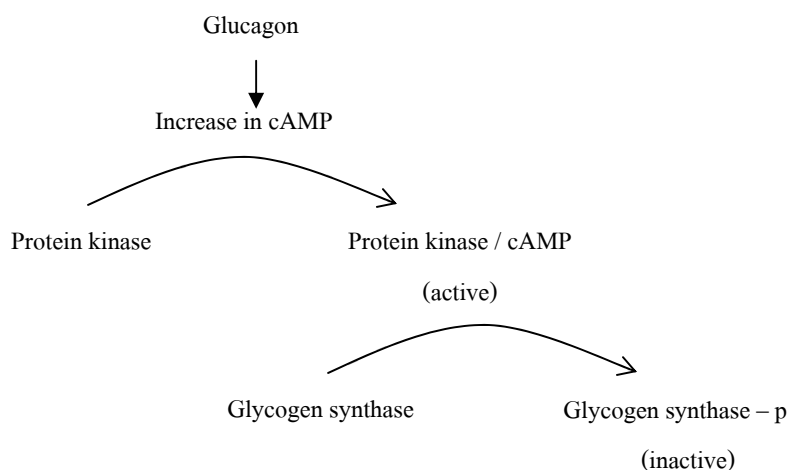 Glucagon
Increase in cAMP
Protein kinase
Protein kinase / cAMP
(active)
Glycogen synthase
Glycogen synthase – p
(inactive)